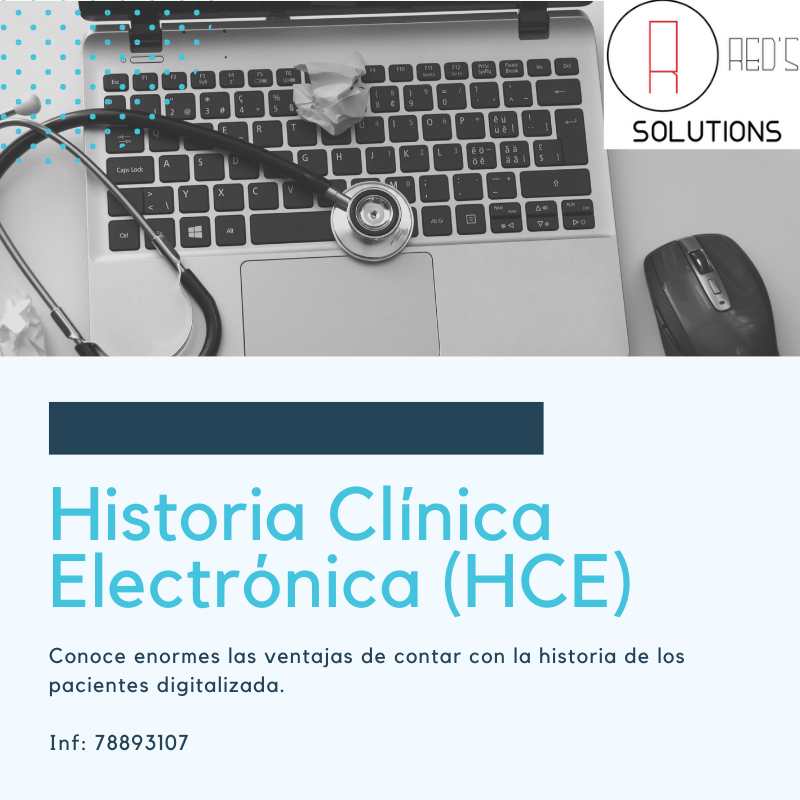 RED'S
SOLUTIONS
Historia Clínica
Electrónica (HCE)
Conoce enormes las ventajas de contar con la historia de los
pacientes digitalizada.
Inf: 78893107